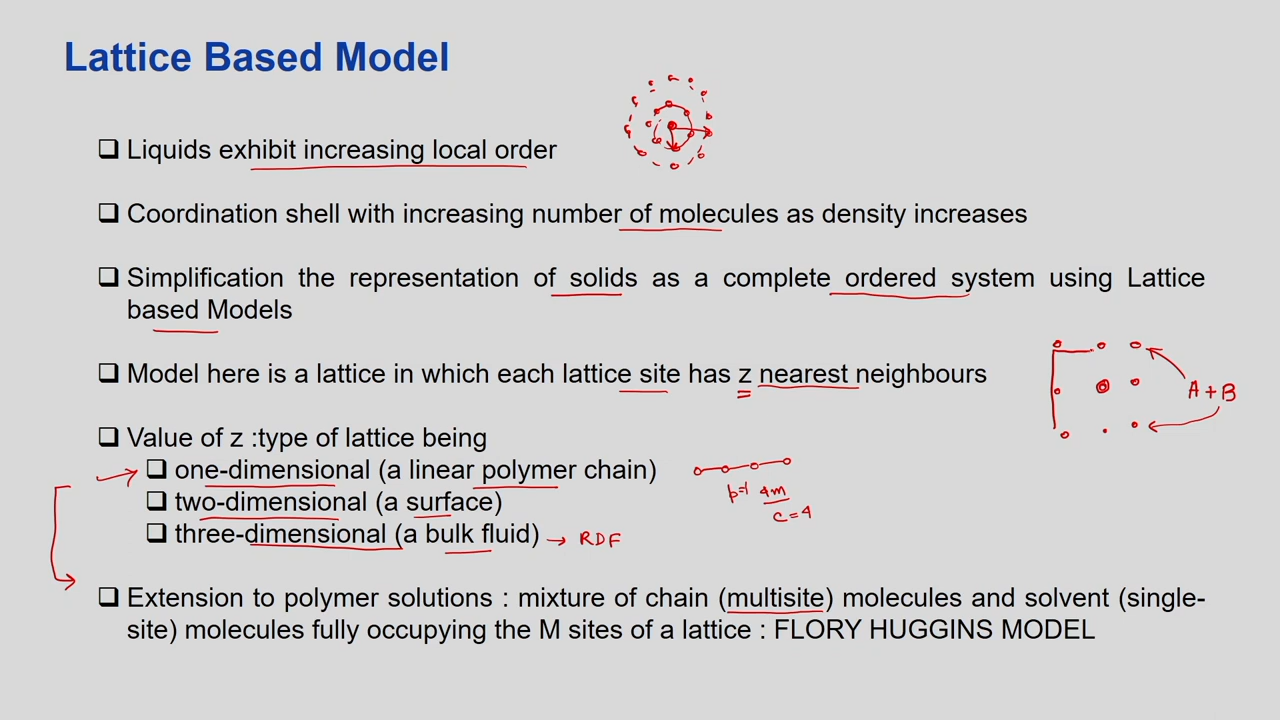 Lattice Based Model
❑ Liquids exhibit increasing local order
❑ Coordination shell with increasing number of molecules as density increases
❑ Simplification the representation of solids as a complete ordered system using Lattice
based Models
❑ Model here is a lattice in which each lattice site has z nearest neighbours
A + B
❑ Value of z :type of lattice being
❑ one-dimensional (a linear polymer chain)
❑ two-dimensional (a surface)
4m
c = 4
❑ three-dimensional (a bulk fluid) → RDF
❑ Extension to polymer solutions : mixture of chain (multisite) molecules and solvent (single-
site) molecules fully occupying the M sites of a lattice : FLORY HUGGINS MODEL